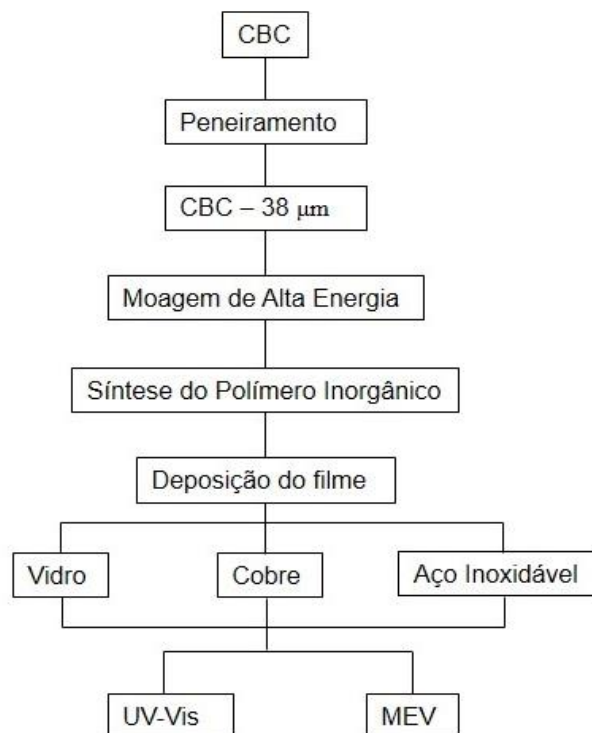 CBC
Peneiramento
CBC – 38 μm
Moagem de Alta Energia
Síntese do Polímero Inorgânico
Deposição do filme
Vidro
Cobre
Aço Inoxidável
UV-Vis
MEV